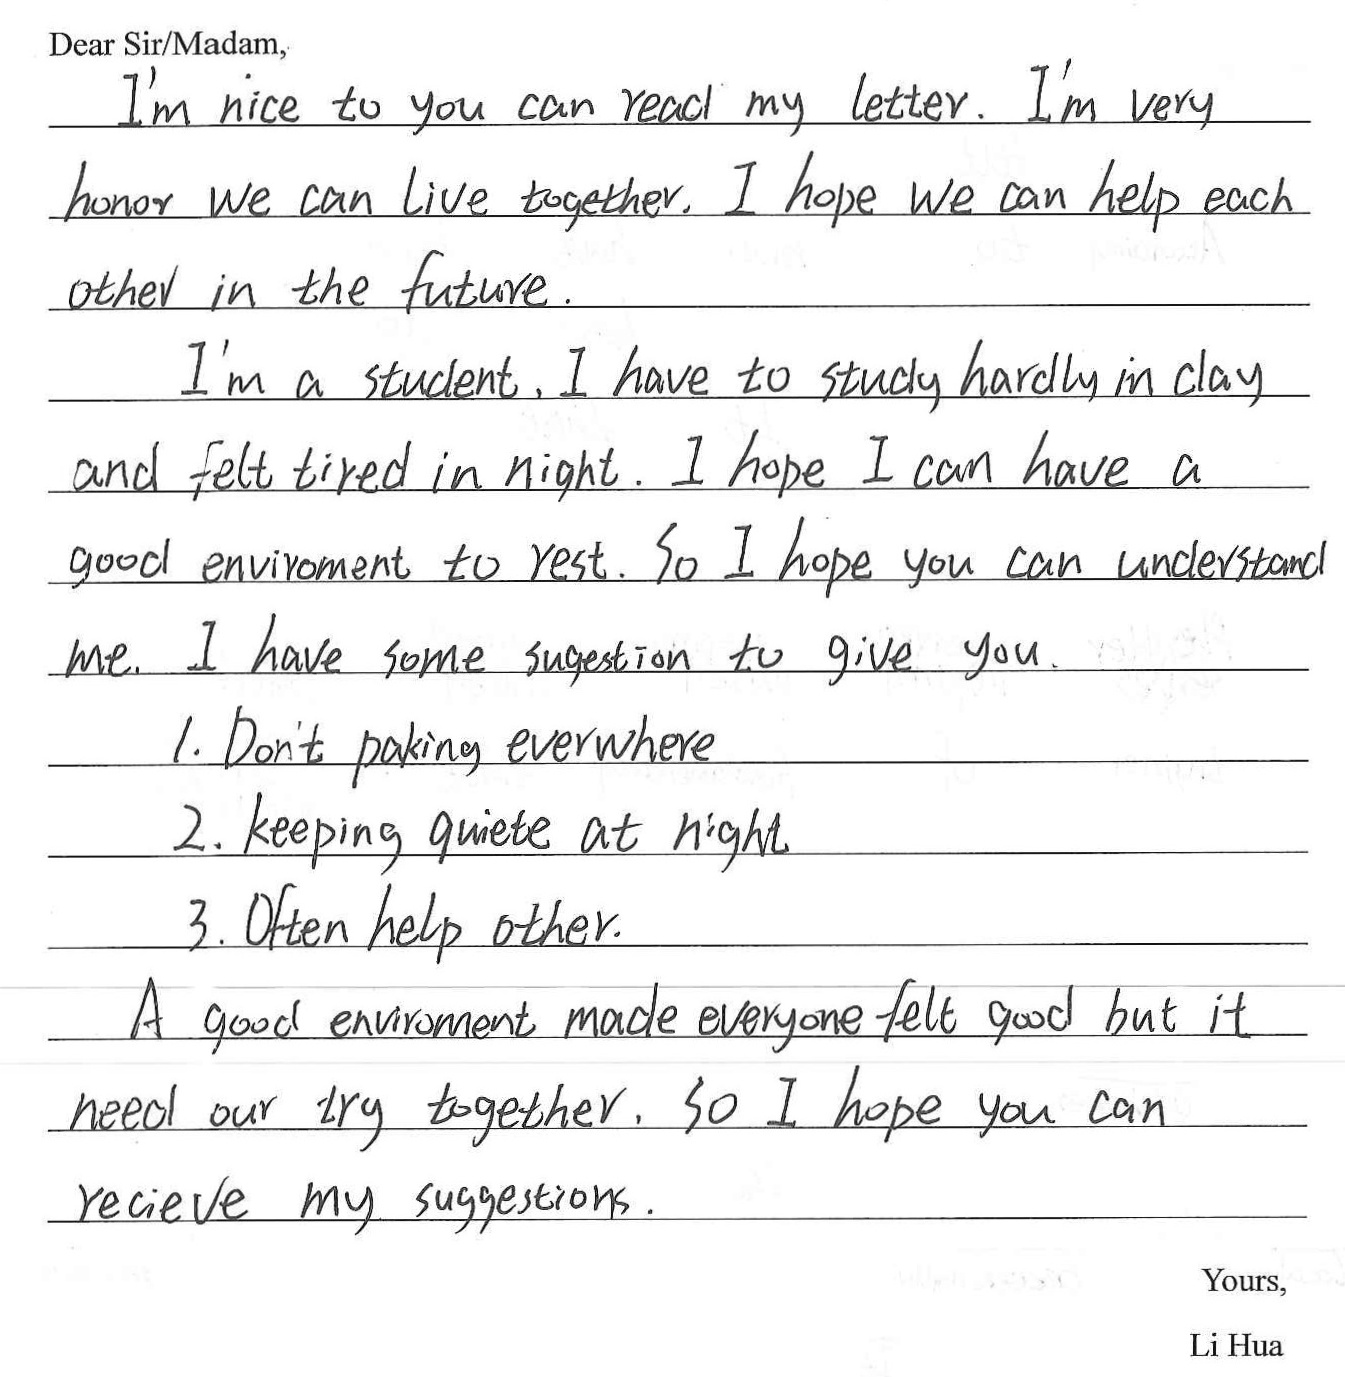 Dear Sir/Madam,
I'm nice to you can read my letter. I'm very
honor we can live together. I hope we can help each
other in the future.
I'm a student, I have to study hardly in day
and felt tired in night. I hope I can have a
good enviroment to rest. So I hope you can understand
me. I have some sugestion to give you.
1. Don't paking everwhere
2. keeping quiete at night
3. Often help other.
A good enviroment made everyone felt good but it
need our try together. So I hope you can
recieve my suggestions.
Yours,
Li Hua